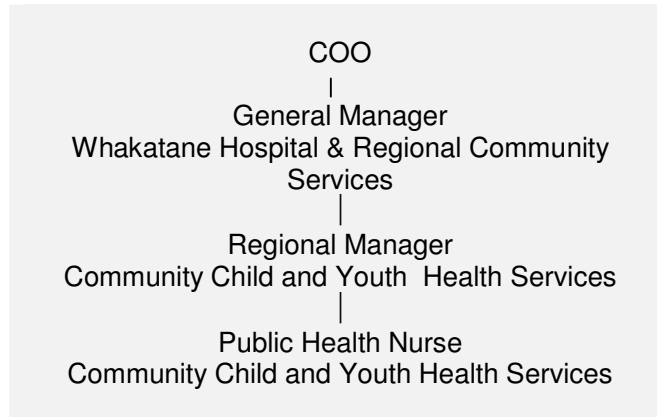 COO
General Manager
Whakatane Hospital & Regional Community
Services
Regional Manager
Community Child and Youth  Health Services
Public Health Nurse
Community Child and Youth Health Services